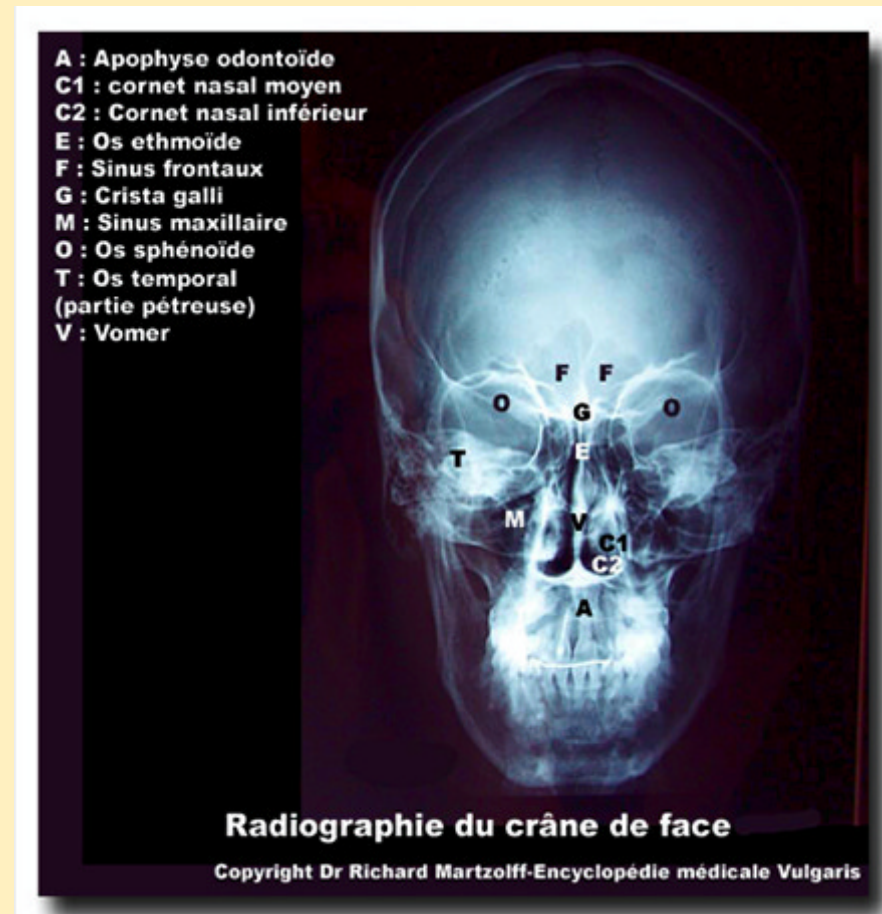 A : Apophyse odontoïde
C1 : cornet nasal moyen
C2 : Cornet nasal inférieur
E : Os ethmoïde
F : Sinus frontaux
G : Crista galli
M : Sinus maxillaire
O : Os sphénoïde
T : Os temporal
(partie pétreuse)
V : Vomer
F F
O G O
E
T
M V
C1
C2
A
Radiographie du crâne de face
Copyright Dr Richard Martzolff-Encyclopédie médicale Vulgaris